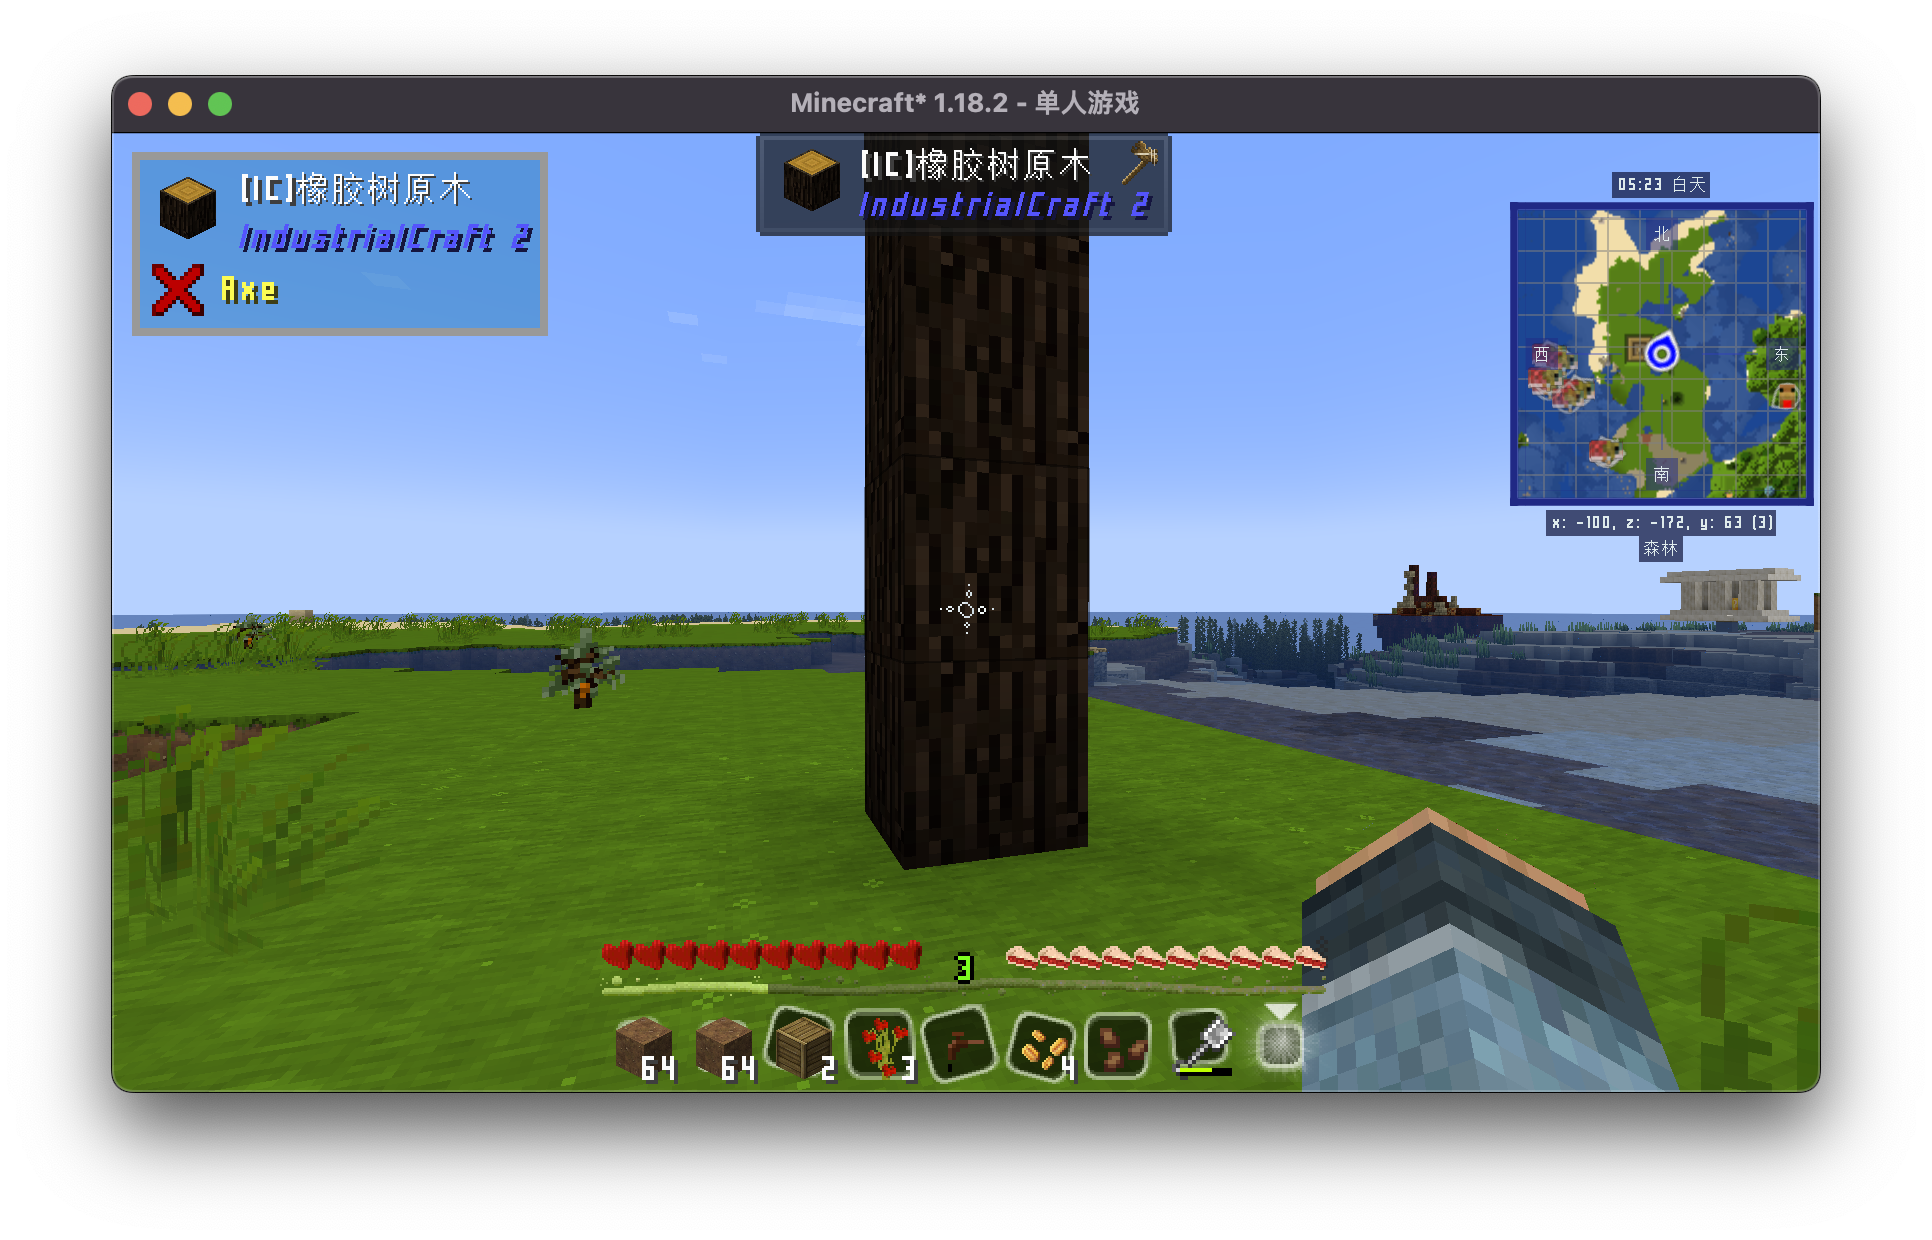 Minecraft* 1.18.2 - 单人游戏
[IC]橡胶树原木
IndustrialCraft 2
Axe
[IC]橡胶树原木
IndustrialCraft 2
05:23 白天
北
西
东
南
x: -100, z: -172, y: 63 (3)
森林
3
64
64
2
3
4